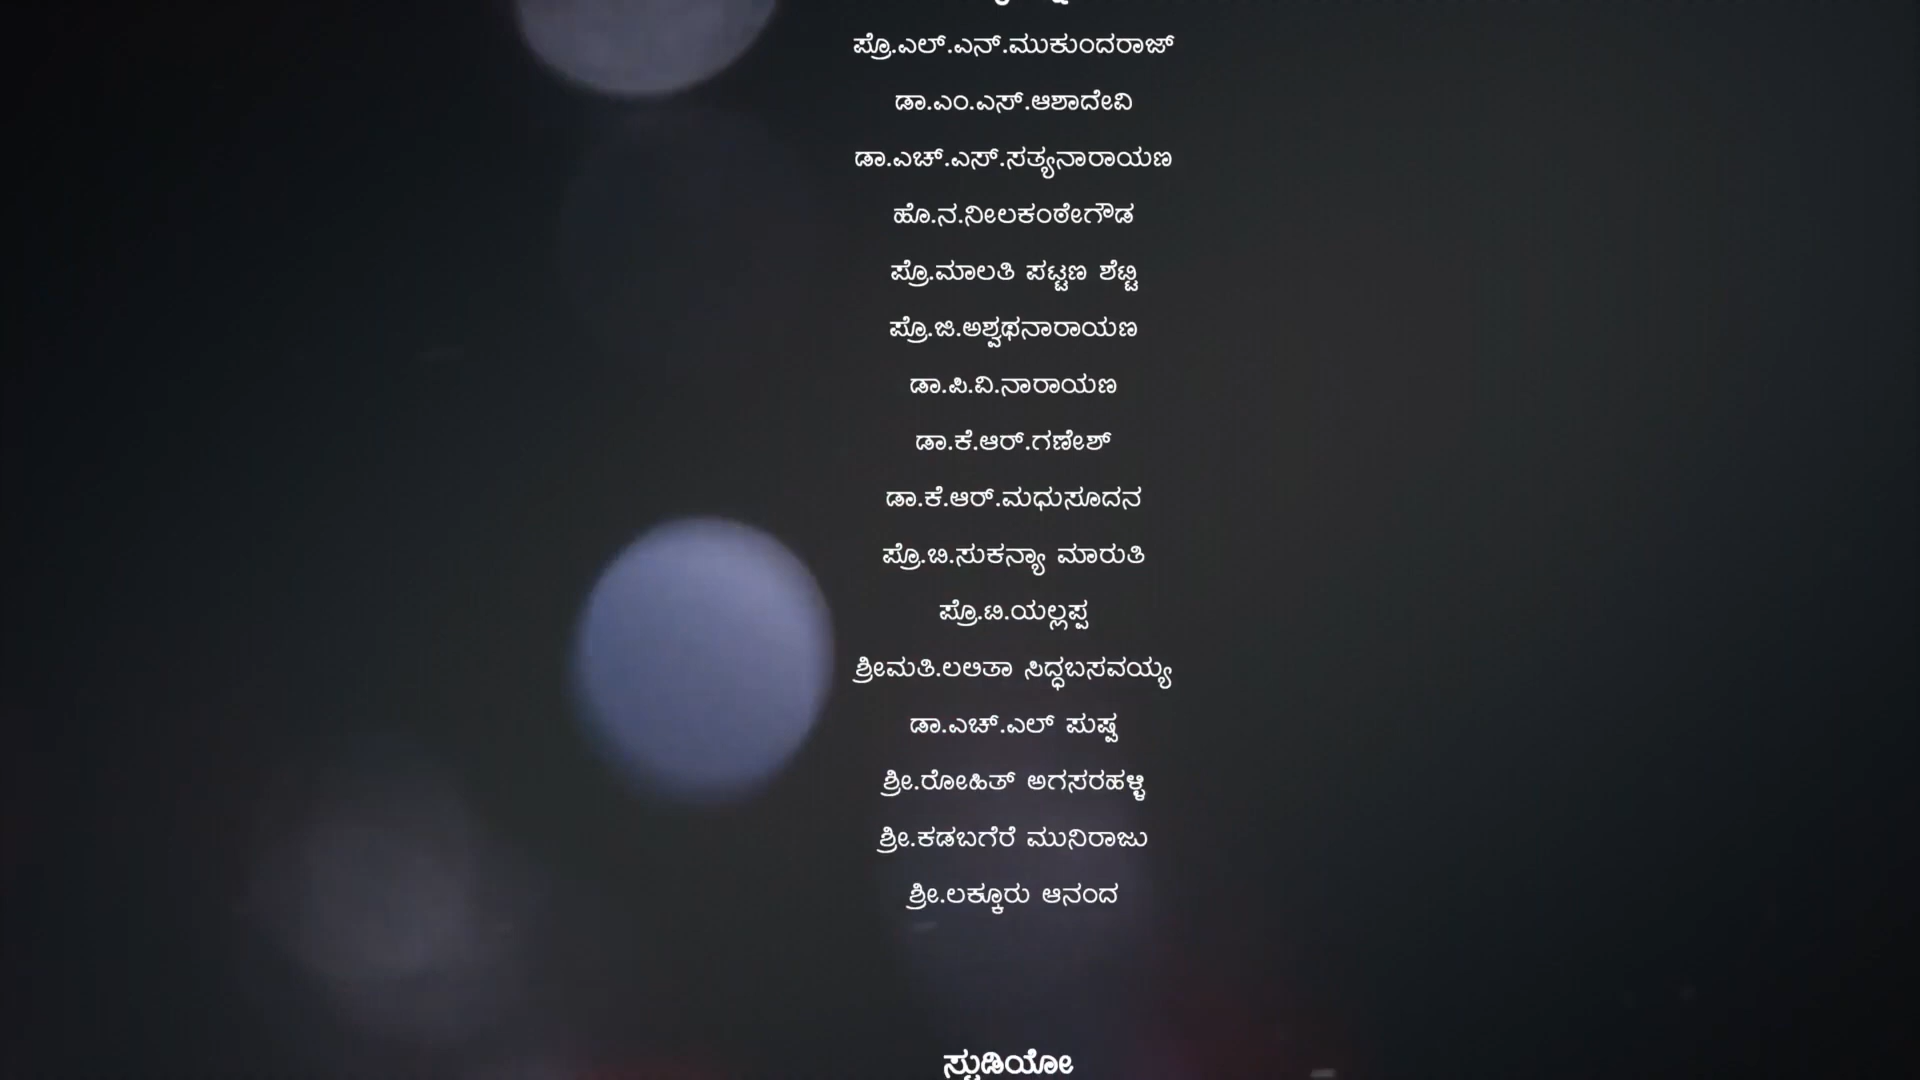 ಪ್ರೊ.ಎಲ್.ಎನ್.ಮುಕುಂದರಾಜ್
ಡಾ.ಎಂ.ಎಸ್.ಆಶಾದೇವಿ
ಡಾ.ಎಚ್.ಎಸ್.ಸತ್ಯನಾರಾಯಣ
ಹೊ.ನ.ನೀಲಕಂಠೇಗೌಡ
ಪ್ರೊ.ಮಾಲತಿ ಪಟ್ಟಣ ಶೆಟ್ಟಿ
ಪ್ರೊ.ಜಿ.ಅಶ್ವಥನಾರಾಯಣ
ಡಾ.ಪಿ.ವಿ.ನಾರಾಯಣ
ಡಾ.ಕೆ.ಆರ್.ಗಣೇಶ್
ಡಾ.ಕೆ.ಆರ್.ಮಧುಸೂದನ
ಪ್ರೊ.ಬಿ.ಸುಕನ್ಯಾ ಮಾರುತಿ
ಪ್ರೊ.ಟಿ.ಯಲ್ಲಪ್ಪ
ಶ್ರೀಮತಿ.ಲಲಿತಾ ಸಿದ್ಧಬಸವಯ್ಯ
ಡಾ.ಎಚ್.ಎಲ್ ಪುಷ್ಪ
ಶ್ರೀ.ರೋಹಿತ್ ಅಗಸರಹಳ್ಳಿ
ಶ್ರೀ.ಕಡಬಗೆರೆ ಮುನಿರಾಜು
ಶ್ರೀ.ಲಕ್ಕೂರು ಆನಂದ
ಸ್ಟುಡಿಯೋ